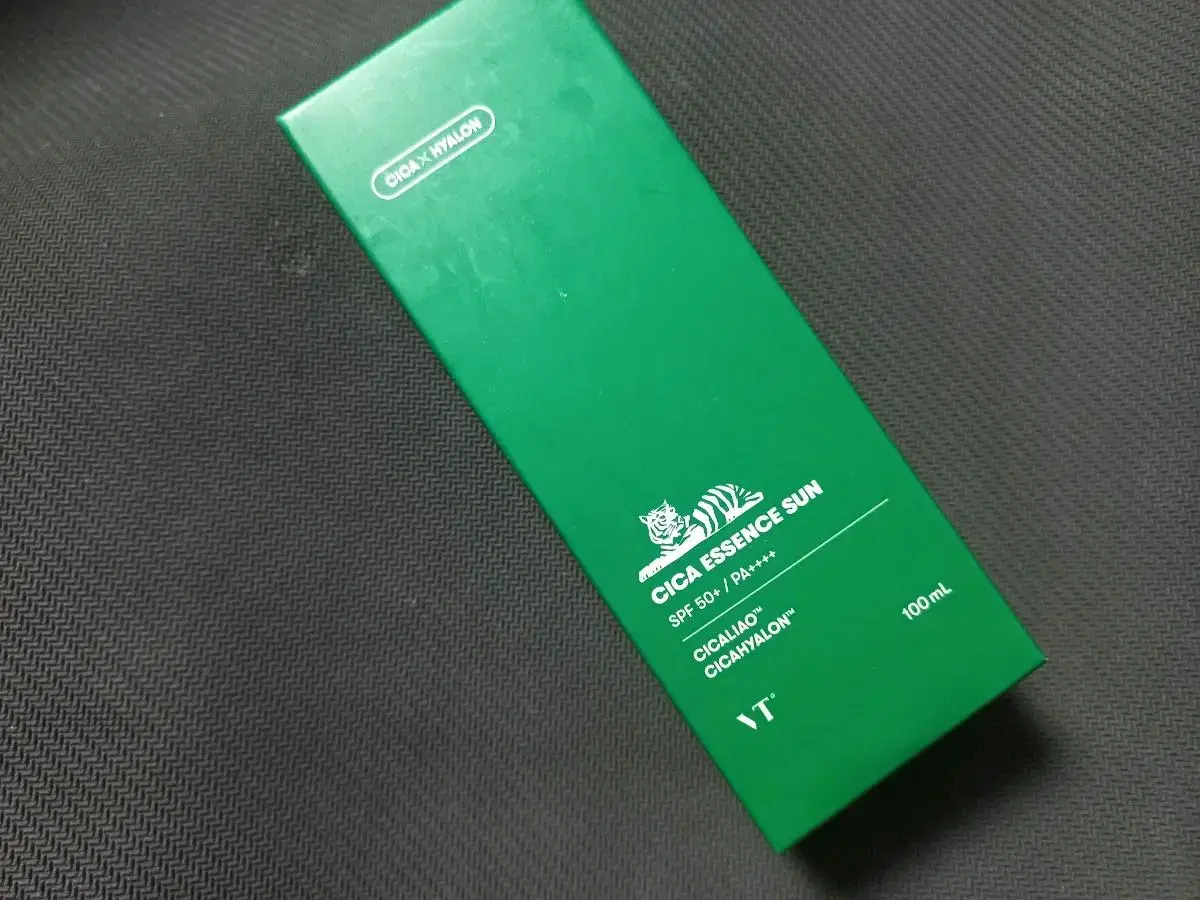 CICA X HYALON
CICA ESSENCE SUN
SPF 50+ / PA++++
CICALIAO™
CICAHYALON™
100 mL
VT°